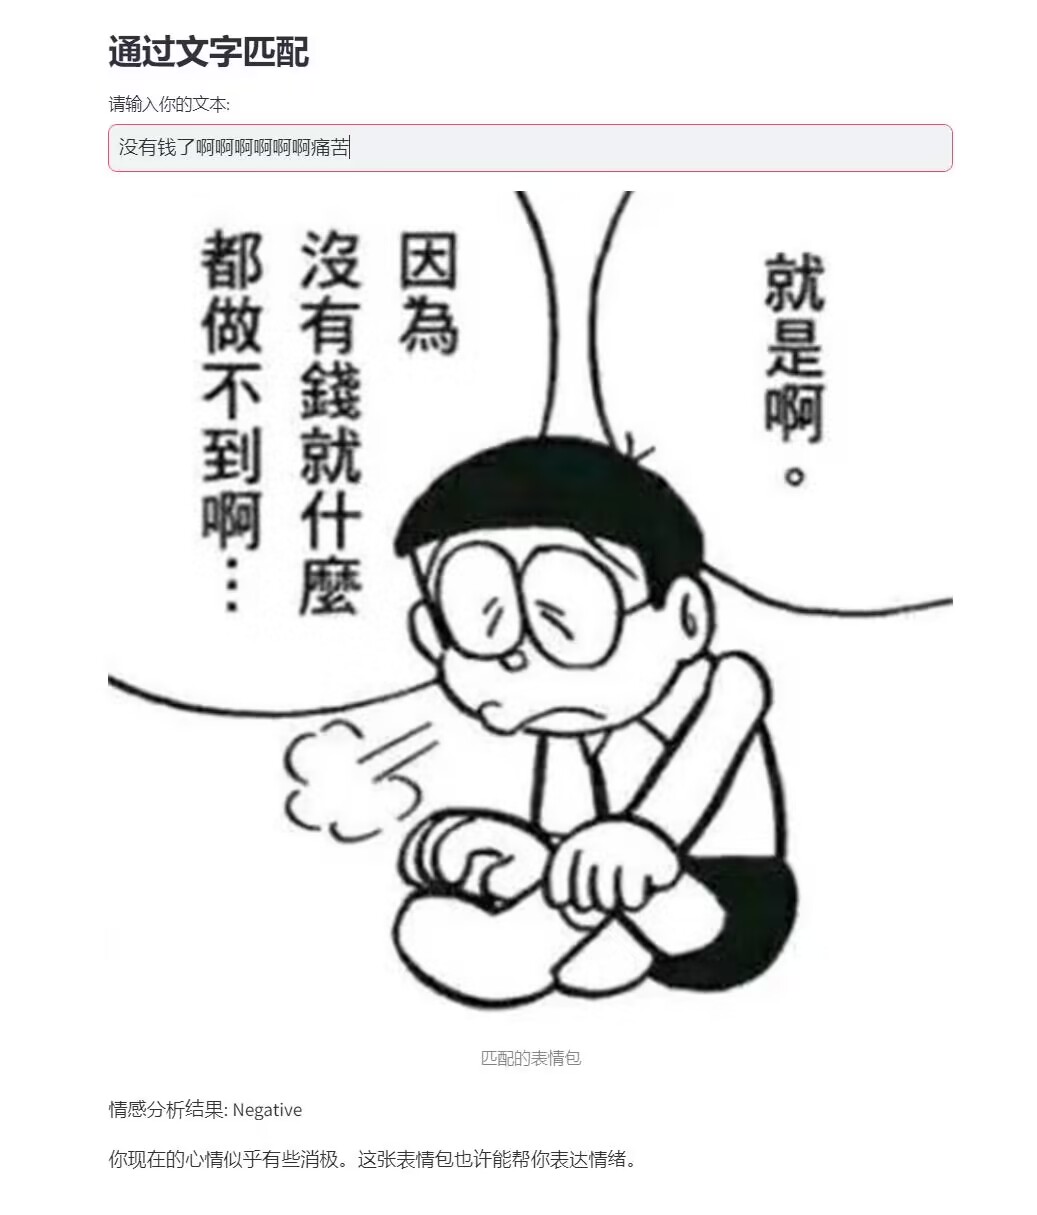 通过文字匹配
请输入你的文本:
没有钱了啊啊啊啊啊啊痛苦
就是啊。
因為
沒有錢就什麼
都做不到啊…
匹配的表情包
情感分析结果: Negative
你现在的心情似乎有些消极。这张表情包也许能帮你表达情绪。